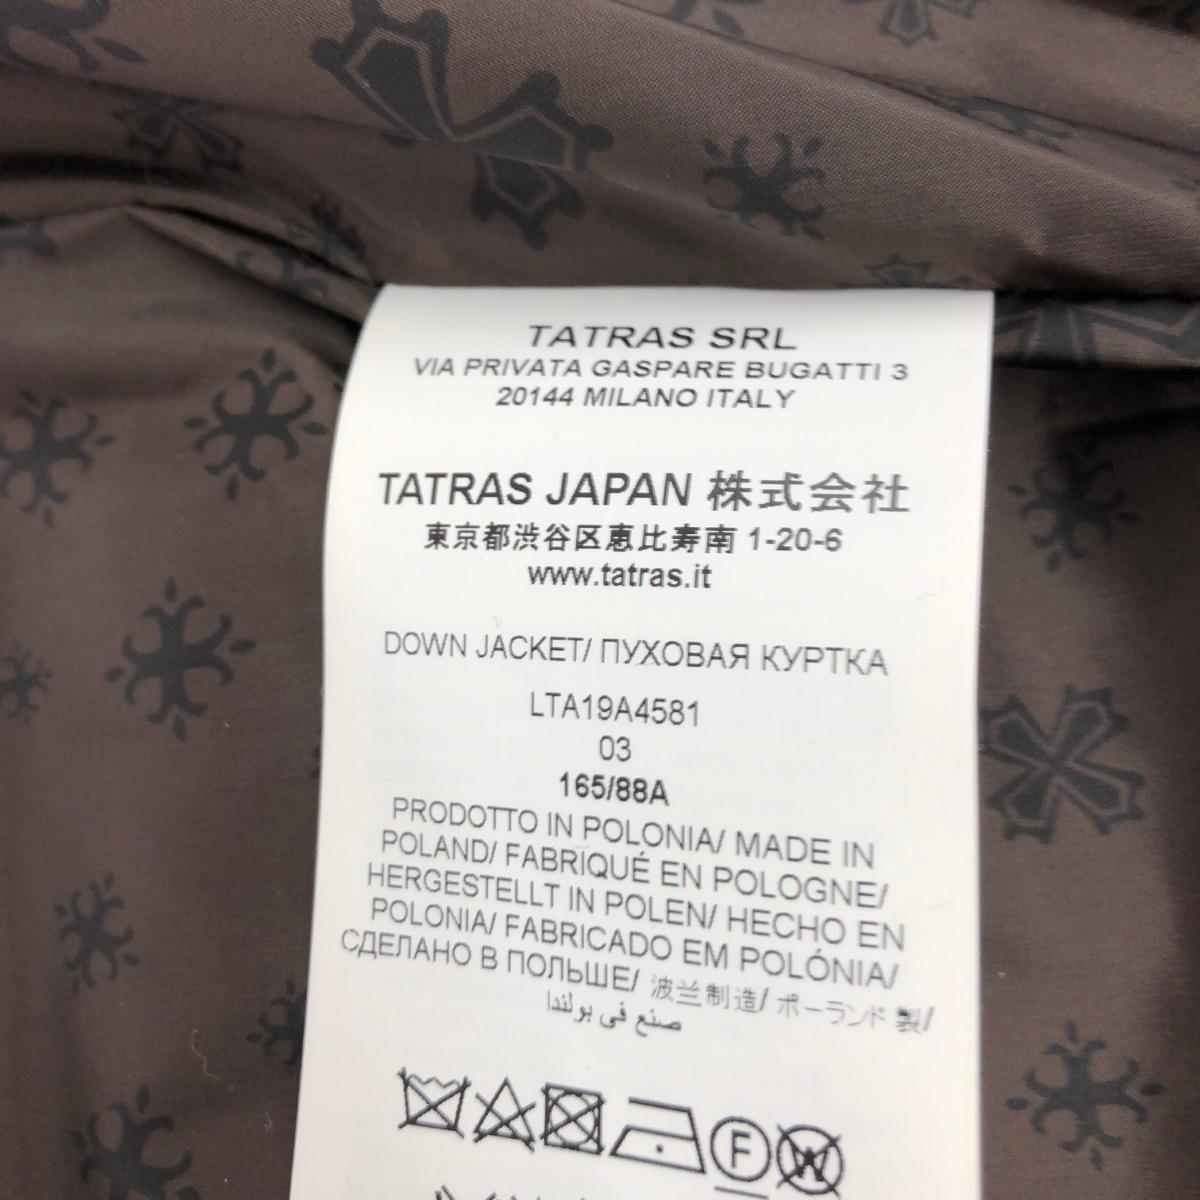 TATRAS SRL
VIA PRIVATA GASPARE BUGATTI 3
20144 MILANO ITALY
TATRAS JAPAN 株式会社
東京都渋谷区恵比寿南 1-20-6
www.tatras.it
DOWN JACKET/ ПУХОВАЯ КУРТКА
LTA19A4581
03
165/88A
PRODOTTO IN POLONIA/ MADE IN
POLAND/ FABRIQUÉ EN POLOGNE/
HERGESTELLT IN POLEN/ HECHO EN
POLONIA/ FABRICADO EM POLÓNIA/
СДЕЛАНО В ПОЛЬШЕ/ 波兰制造/ ポーランド 製/
صنع في بولندا
F
W